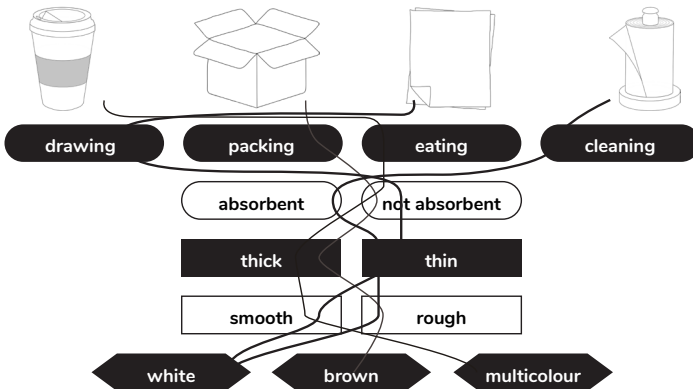 drawing packing eating cleaning
absorbent not absorbent
thick thin
smooth rough
white brown multicolour